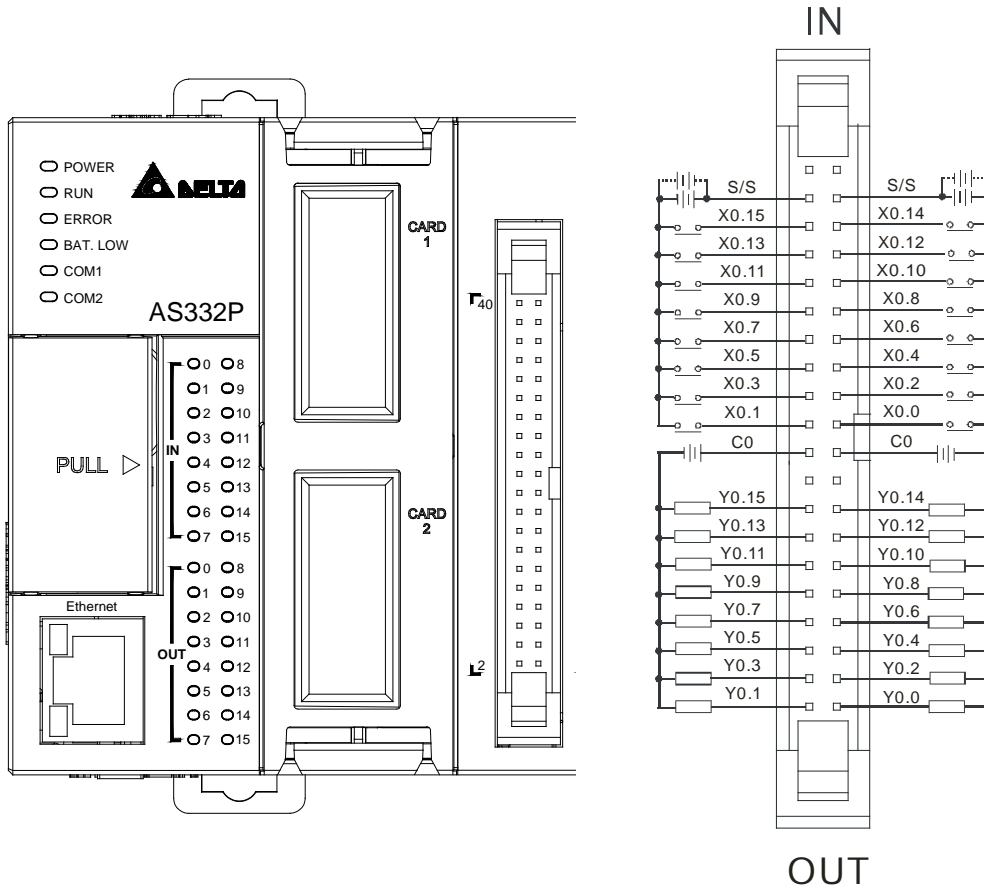 POWER
RUN
ERROR
BAT. LOW
COM1
COM2
DELTA
AS332P
PULL
IN
0 8
1 9
2 10
3 11
4 12
5 13
6 14
7 15
OUT
0 8
1 9
2 10
3 11
4 12
5 13
6 14
7 15
Ethernet
CARD
1
CARD
2
40
2
IN
S/S S/S
X0.15 X0.14
X0.13 X0.12
X0.11 X0.10
X0.9 X0.8
X0.7 X0.6
X0.5 X0.4
X0.3 X0.2
X0.1 X0.0
C0 C0
Y0.15 Y0.14
Y0.13 Y0.12
Y0.11 Y0.10
Y0.9 Y0.8
Y0.7 Y0.6
Y0.5 Y0.4
Y0.3 Y0.2
Y0.1 Y0.0
OUT